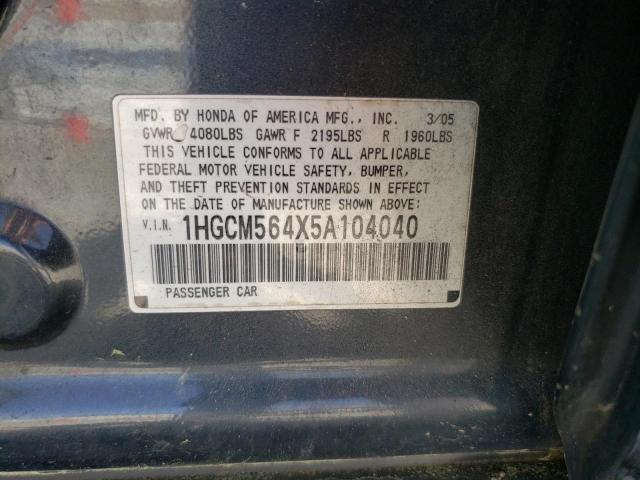 MFD. BY HONDA OF AMERICA MFG., INC. 3/05
GVWR 4080LBS GAWR F 2195LBS R 1960LBS
THIS VEHICLE CONFORMS TO ALL APPLICABLE
FEDERAL MOTOR VEHICLE SAFETY, BUMPER,
AND THEFT PREVENTION STANDARDS IN EFFECT
ON THE DATE OF MANUFACTURE SHOWN ABOVE:
V.I.N. 1HGCM564X5A104040
PASSENGER CAR